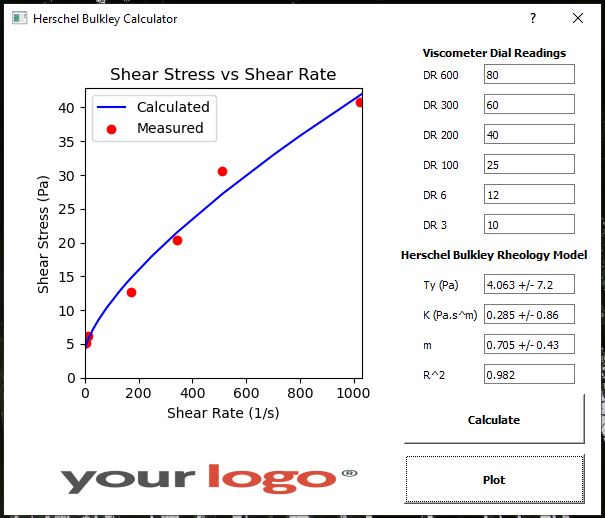 Herschel Bulkley Calculator
?
Shear Stress vs Shear Rate
Calculated
Measured
Shear Stress (Pa)
40
35
30
25
20
15
10
5
0
0 200 400 600 800 1000
Shear Rate (1/s)
your logo®
Viscometer Dial Readings
DR 600 80
DR 300 60
DR 200 40
DR 100 25
DR 6 12
DR 3 10
Herschel Bulkley Rheology Model
Ty (Pa) 4.063 +/- 7.2
K (Pa.s^m) 0.285 +/- 0.86
m 0.705 +/- 0.43
R^2 0.982
Calculate
Plot